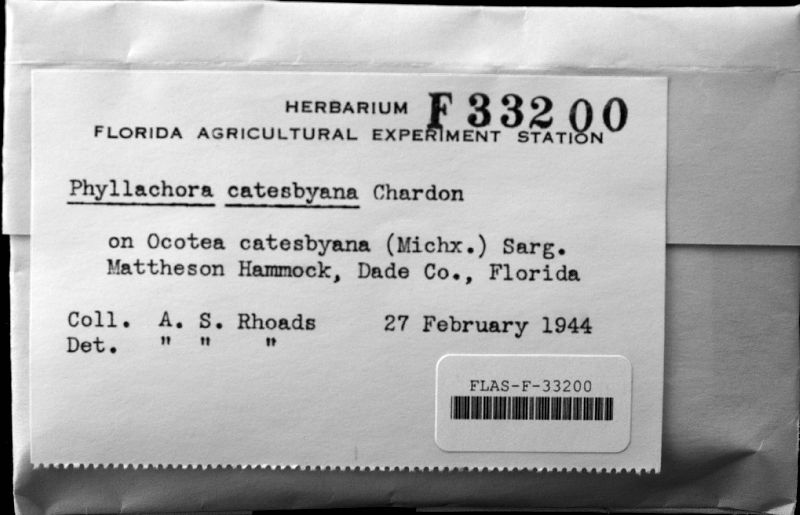 HERBARIUM F33200
FLORIDA AGRICULTURAL EXPERIMENT STATION
Phyllachora catesbyana Chardon
on Ocotea catesbyana (Michx.) Sarg.
Mattheson Hammock, Dade Co., Florida
Coll. A. S. Rhoads 27 February 1944
Det. " " "
FLAS-F-33200